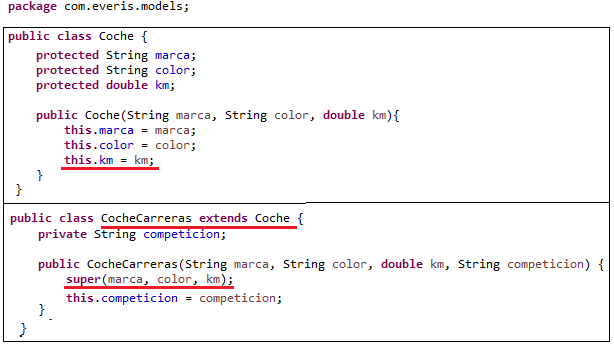 package com.everis.models;
public class Coche {
protected String marca;
protected String color;
protected double km;
public Coche(String marca, String color, double km){
this.marca = marca;
this.color = color;
this.km = km;
}
}
public class CocheCarreras extends Coche {
private String competicion;
public CocheCarreras(String marca, String color, double km, String competicion) {
super(marca, color, km);
this.competicion = competicion;
}
}